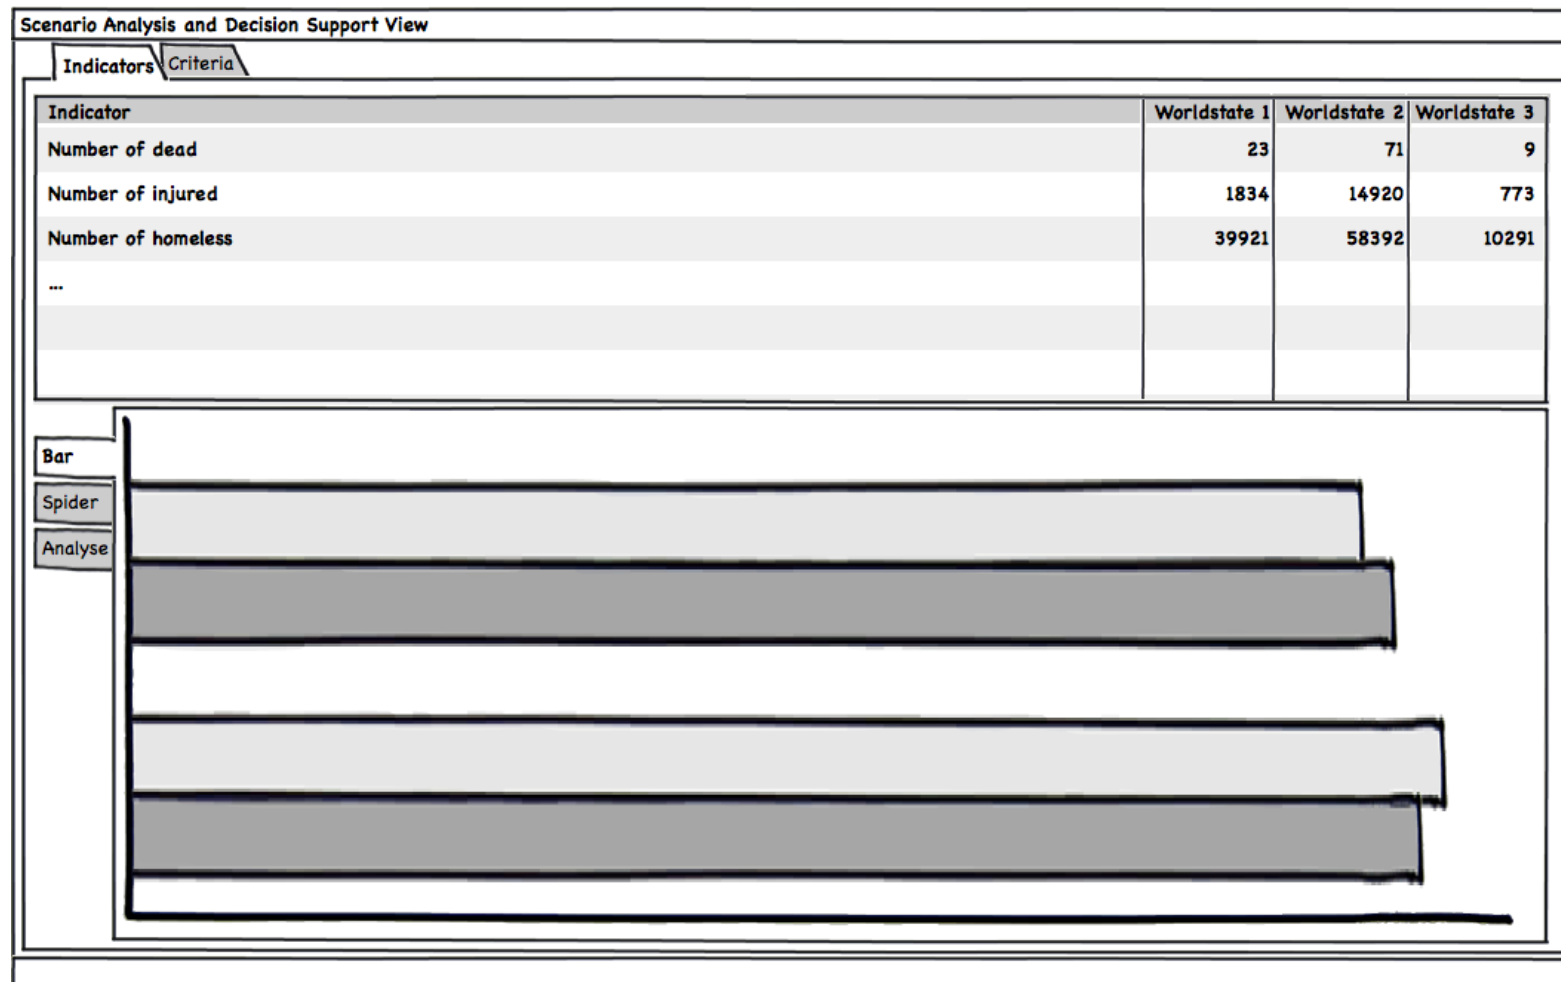 Scenario Analysis and Decision Support View
Indicators Criteria
Indicator Worldstate 1 Worldstate 2 Worldstate 3
Number of dead 23 71 9
Number of injured 1834 14920 773
Number of homeless 39921 58392 10291
...
Bar
Spider
Analyse